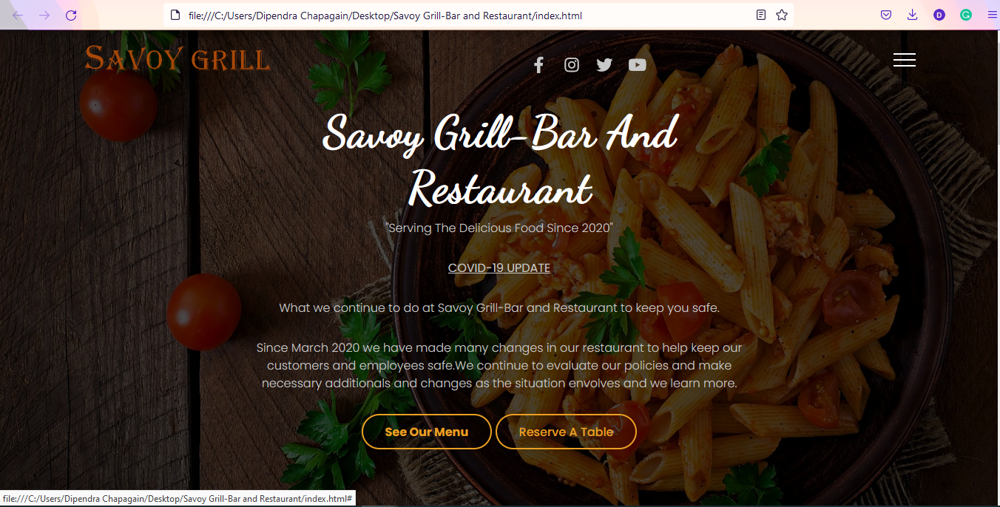 file:///C:/Users/Dipendra Chapagain/Desktop/Savoy Grill-Bar and Restaurant/index.html
D
G
SAVOY GRILL
Savoy Grill-Bar And
Restaurant
"Serving The Delicious Food Since 2020"
COVID-19 UPDATE
What we continue to do at Savoy Grill-Bar and Restaurant to keep you safe.
Since March 2020 we have made many changes in our restaurant to help keep our
customers and employees safe.We continue to evaluate our policies and make
necessary additionals and changes as the situation envolves and we learn more.
See Our Menu
Reserve A Table
file:///C:/Users/Dipendra Chapagain/Desktop/Savoy Grill-Bar and Restaurant/index.html#